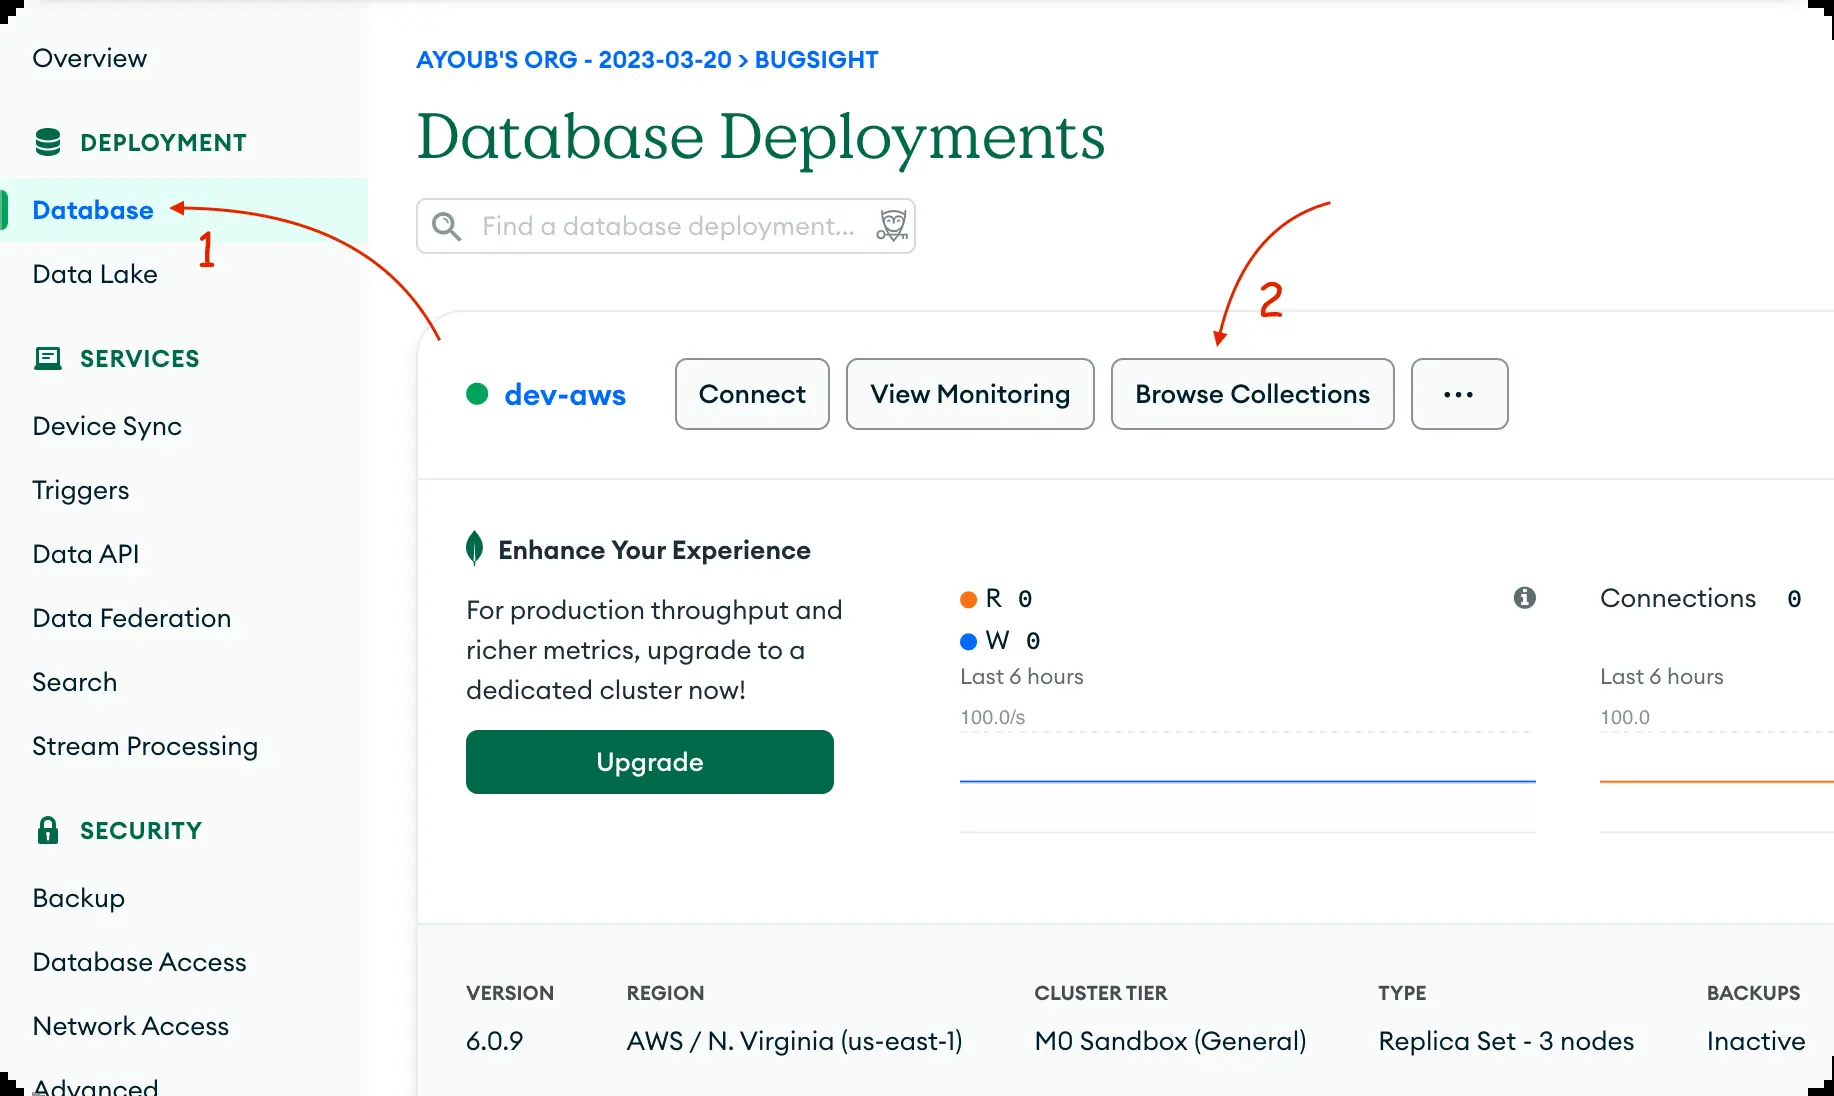 Overview
DEPLOYMENT
Database
1
Data Lake
SERVICES
Device Sync
Triggers
Data API
Data Federation
Search
Stream Processing
SECURITY
Backup
Database Access
Network Access
Advanced
AYOUB'S ORG - 2023-03-20 > BUGSIGHT
Database Deployments
Find a database deployment...
2
dev-aws
Connect
View Monitoring
Browse Collections
...
Enhance Your Experience
For production throughput and
richer metrics, upgrade to a
dedicated cluster now!
Upgrade
R 0
W 0
Last 6 hours
100.0/s
Connections 0
Last 6 hours
100.0
VERSION
6.0.9
REGION
AWS / N. Virginia (us-east-1)
CLUSTER TIER
M0 Sandbox (General)
TYPE
Replica Set - 3 nodes
BACKUPS
Inactive